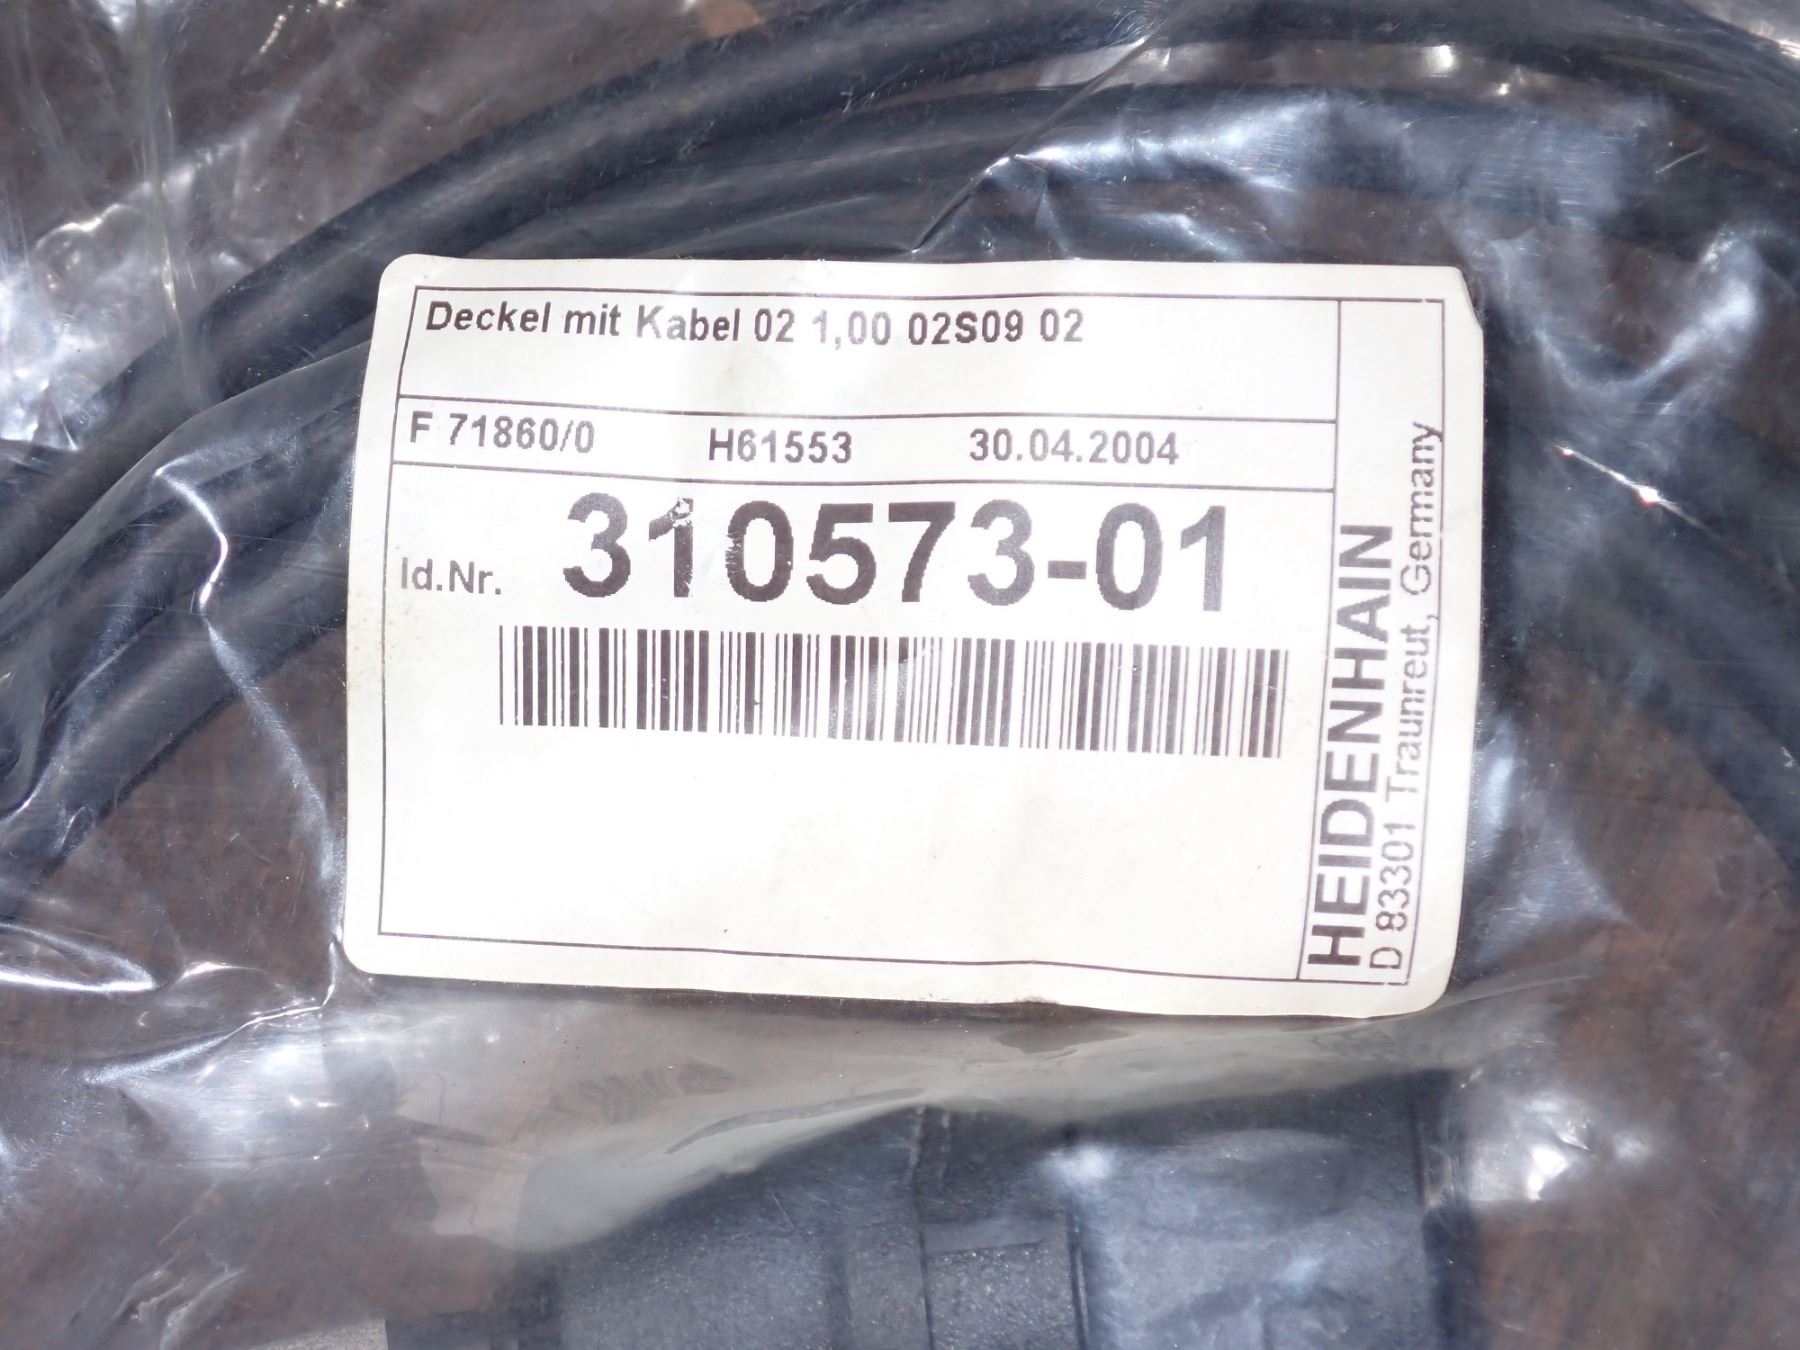 Deckel mit Kabel 02 1,00 02S09 02
F 71860/0 H61553 30.04.2004
Id.Nr. 310573-01
HEIDENHAIN
D 83301 Traunreut, Germany